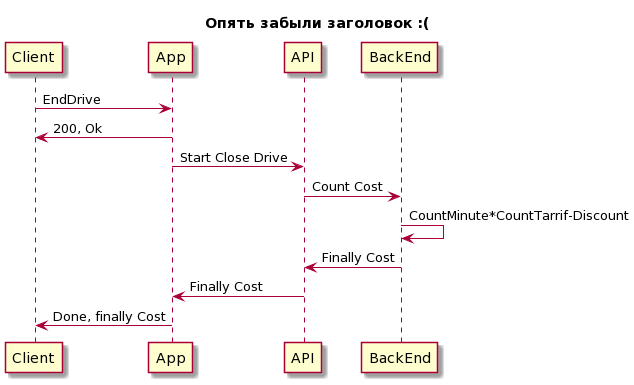 Опять забыли заголовок :(
Client App API BackEnd
EndDrive
200, Ok
Start Close Drive
Count Cost
CountMinute*CountTarrif-Discount
Finally Cost
Finally Cost
Done, finally Cost
Client App API BackEnd